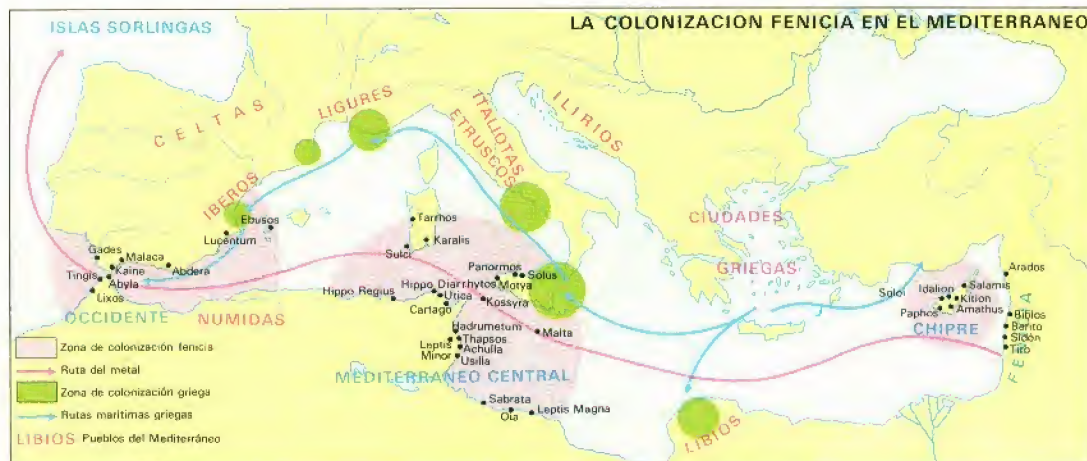 LA COLONIZACION FENICIA EN EL MEDITERRANEO
ISLAS SORLINGAS
CELTAS
LIGURES
ITALIOTAS
ETRUSCOS
ILIRIOS
IBEROS
Ebusos
Lucentum
Gades
Malaca
Kaine
Abdera
Tingis
Abyla
Lixos
OCCIDENTE
NUMIDAS
Tarrhos
Karalis
Sulci
Panormos
Solus
Motya
Hippo Diarrhytos
Hippo Regius
Utica
Kossyra
Cartago
Hadrumetum
Thapsos
Leptis
Minor
Achulla
Usilla
Malta
MEDITERRANEO CENTRAL
Sabrata
Oia
Leptis Magna
LIBIOS
CIUDADES
GRIEGAS
Soloi
Idalion
Salamis
Kition
Paphos
Amathus
CHIPRE
Arados
Biblos
Berito
Sidón
Tiro
FENICIA
Zona de colonización fenicia
Ruta del metal
Zona de colonización griega
Rutas marítimas griegas
LIBIOS Pueblos del Mediterráneo